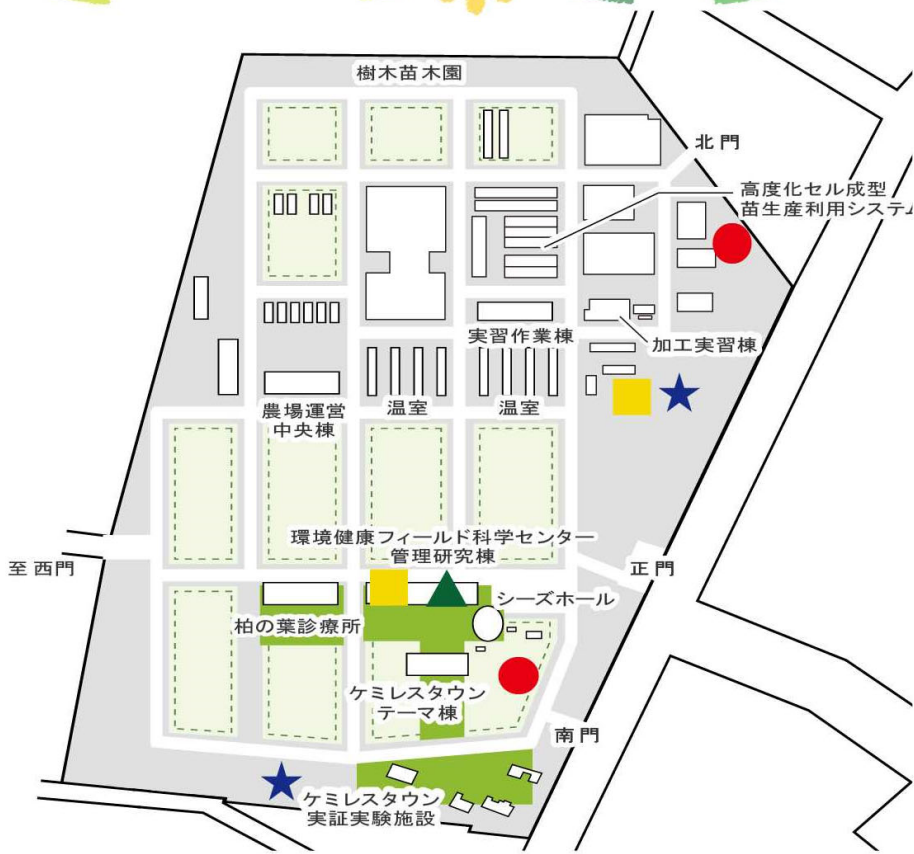 樹木苗木園
北門
高度化セル成型
苗生産利用システム
実習作業棟
加工実習棟
農場運営
中央棟
温室
温室
環境健康フィールド科学センター
管理研究棟
至西門
正門
シーズホール
柏の葉診療所
ケミレスタウン
テーマ棟
南門
ケミレスタウン
実証実験施設